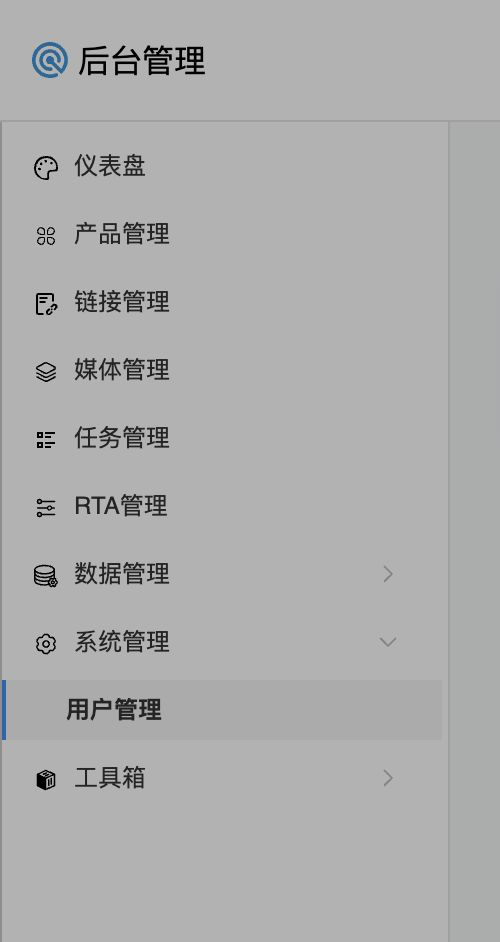 后台管理
仪表盘
产品管理
链接管理
媒体管理
任务管理
RTA管理
数据管理
系统管理
用户管理
工具箱